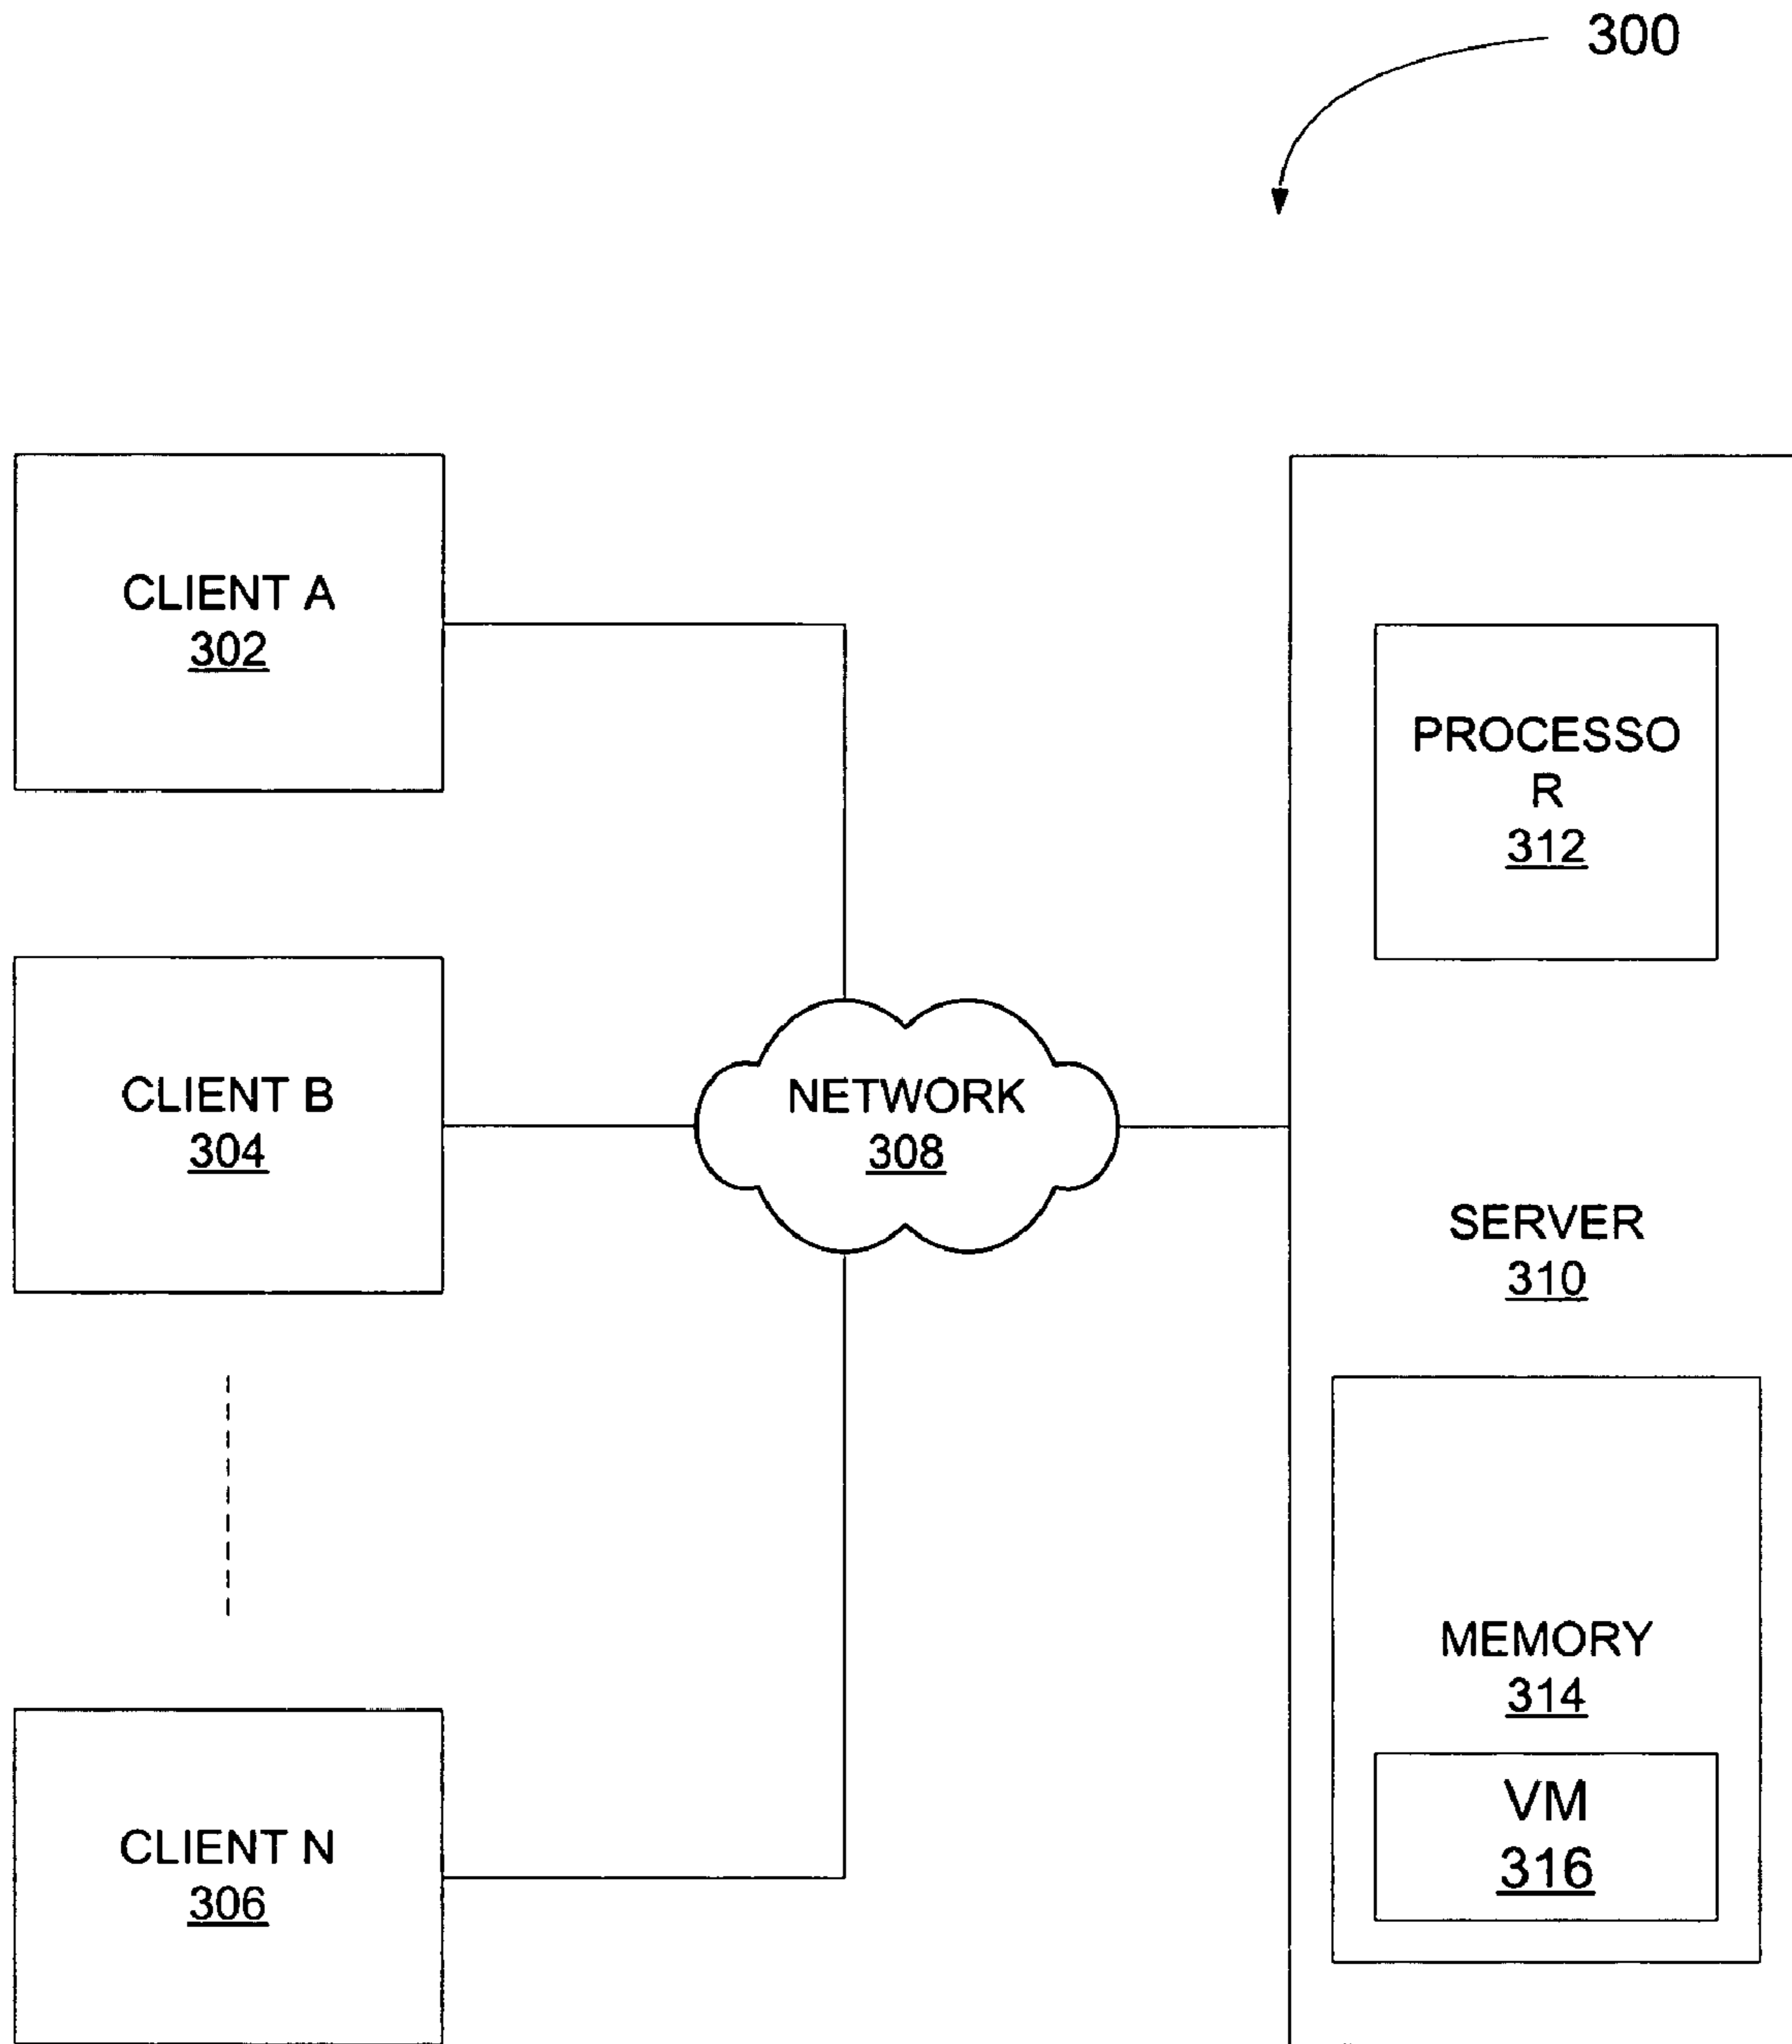 300
CLIENT A
302
PROCESSO
R
312
CLIENT B
304
NETWORK
308
SERVER
310
MEMORY
314
VM
316
CLIENT N
306